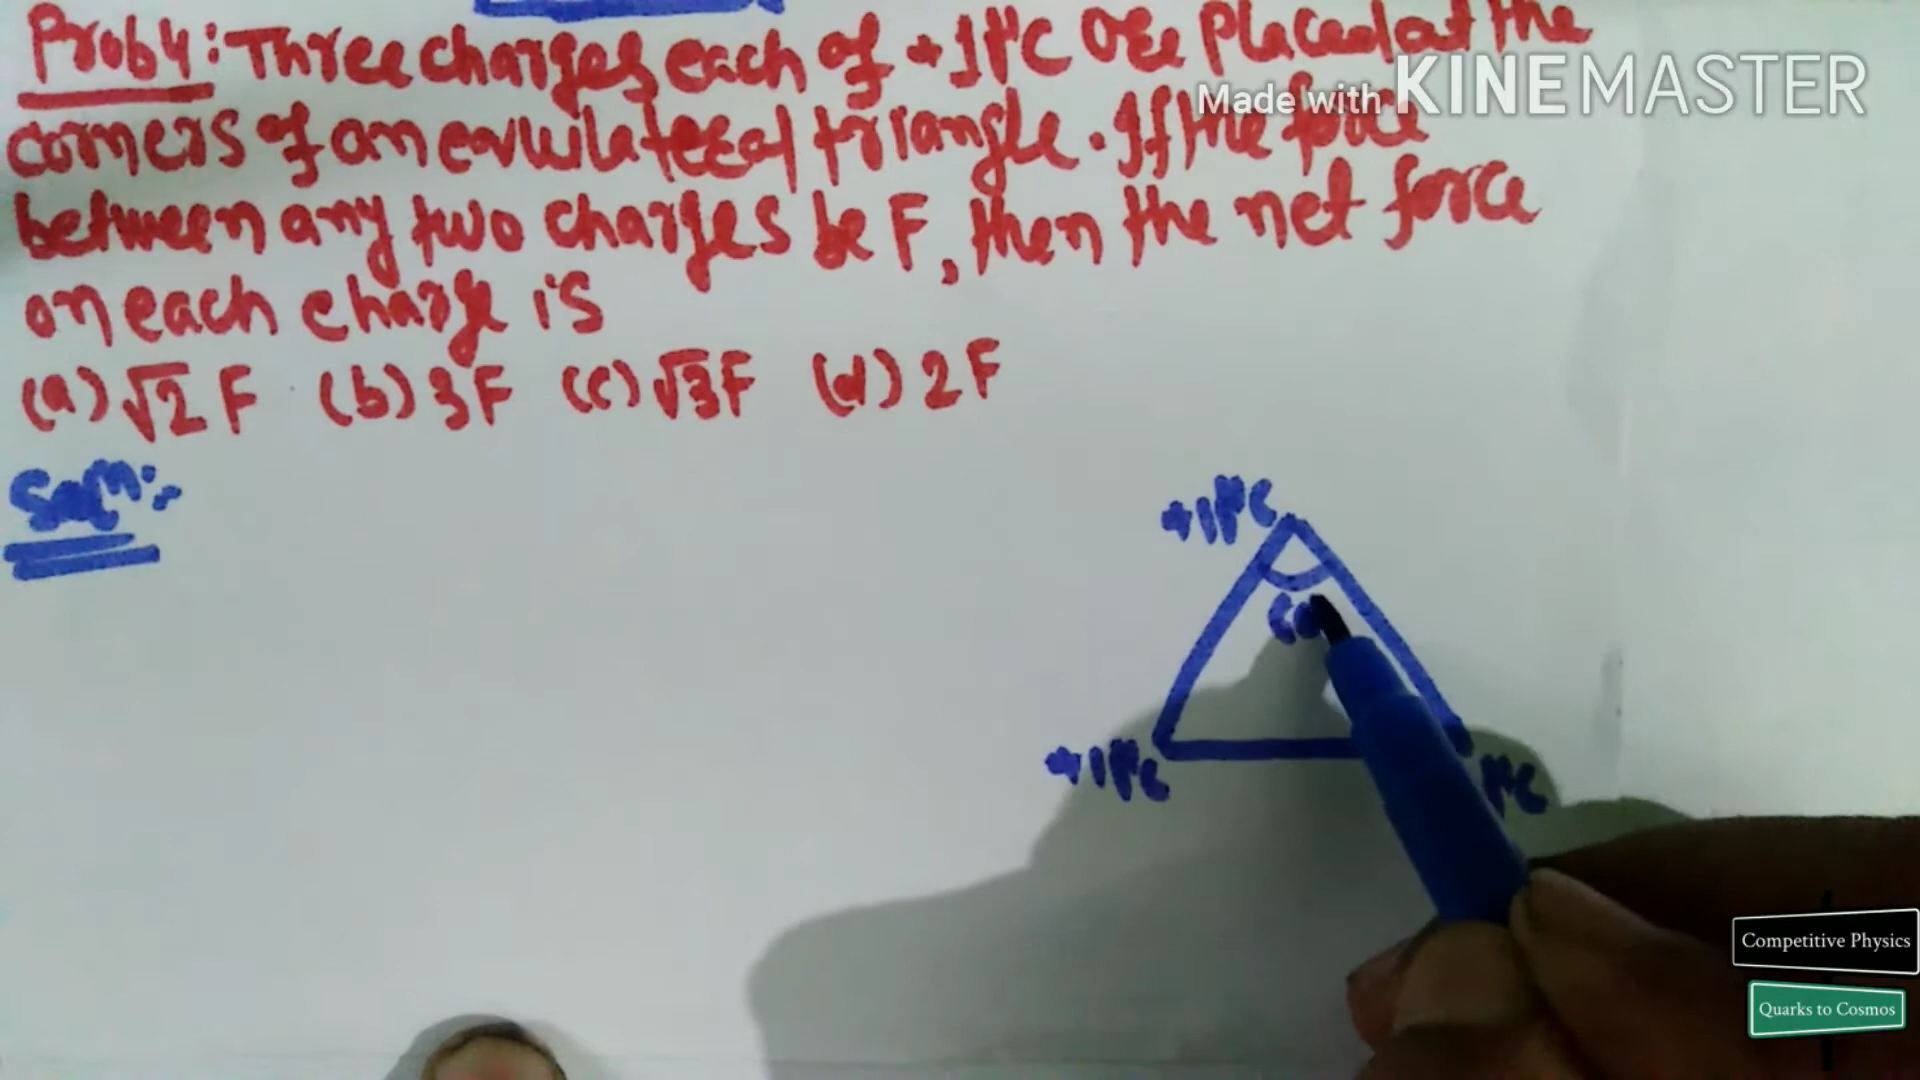 Prob4: Three charges each of +1μC are placed at the
Made with KINEMASTER
corners of an equilateral triangle. If the force
between any two charges be F, then the net force
on each charge is
(a) √2 F (b) 3F (c) √3F (d) 2F
Soln:
+1μC
60
+1μC
μC
Competitive Physics
Quarks to Cosmos